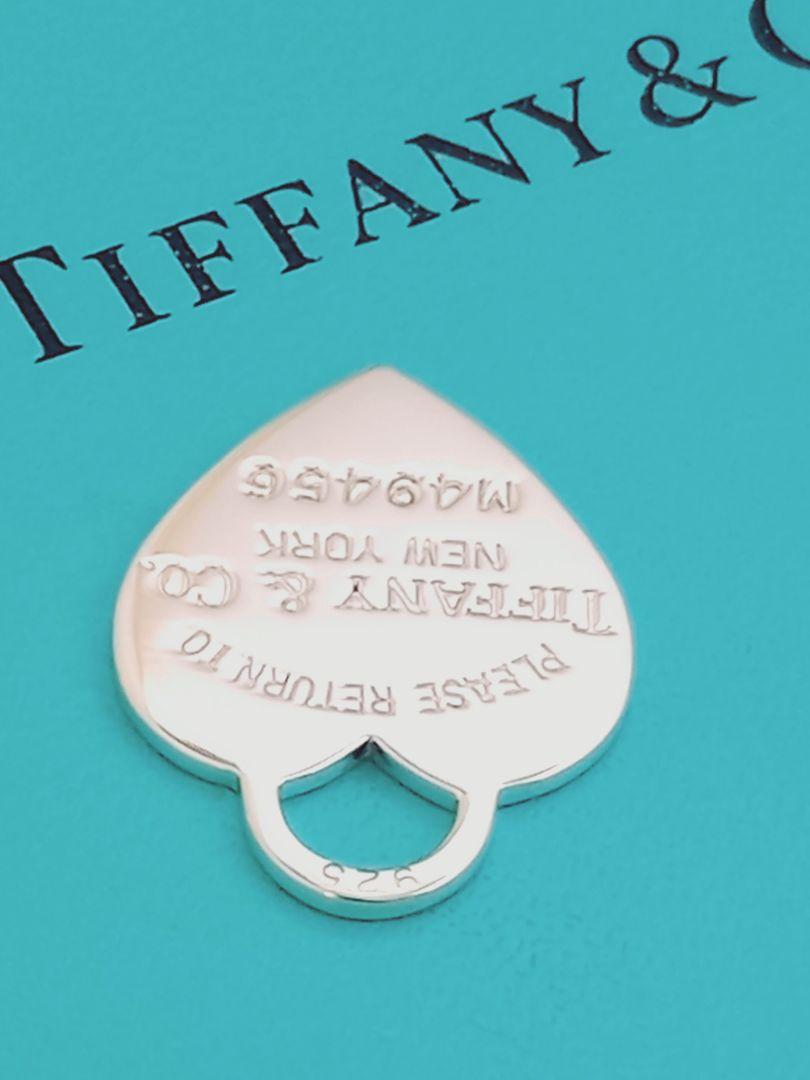 TIFFANY & C
925
PLEASE RETURN TO
TIFFANY & CO.
NEW YORK
M49456